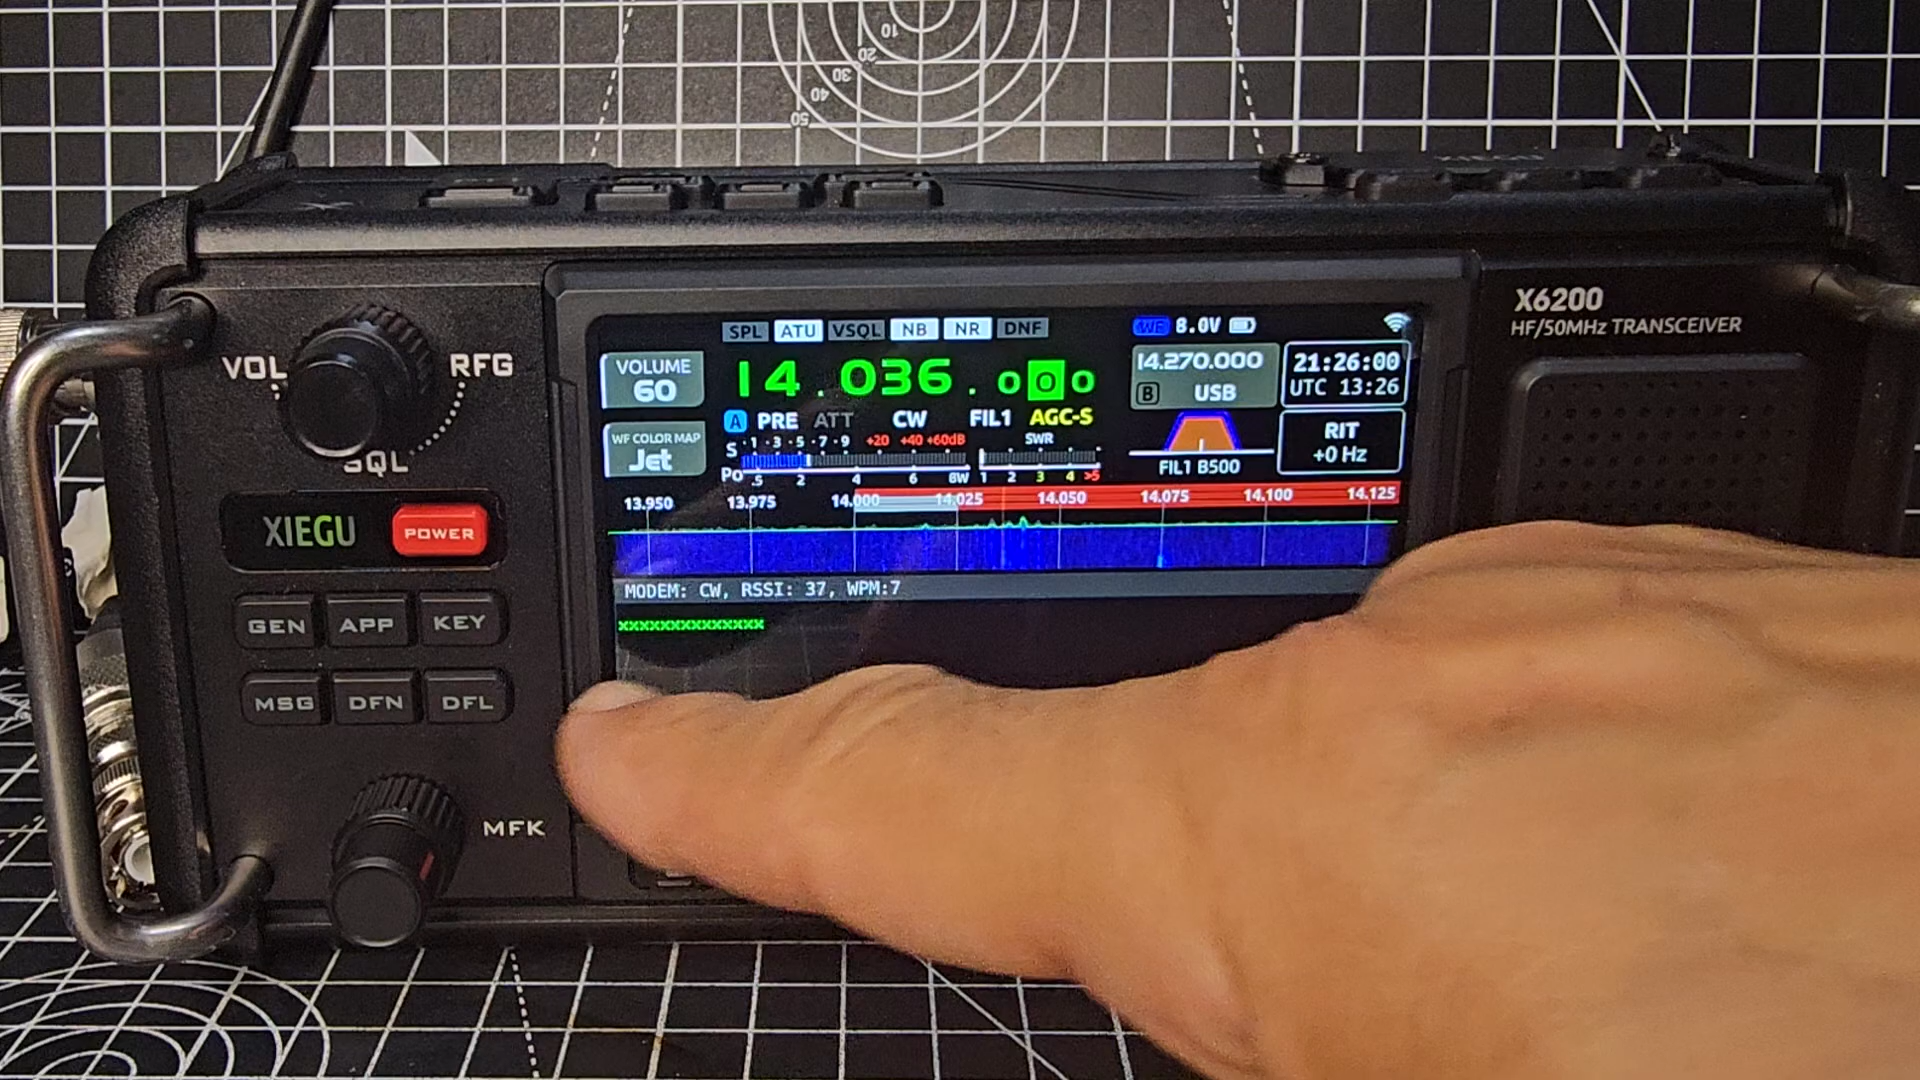 10
20
30
40
50
X6200
HF/50MHz TRANSCEIVER
VOL
RFG
SQL
XIEGU
POWER
GEN APP KEY
MSG DFN DFL
MFK
SPL ATU VSQL NB NR DNF
8.0V
VOLUME
60
14.036.000
14.270.000
B USB
21:26:00
UTC 13:26
A PRE ATT CW FIL1 AGC-S
WF COLOR MAP
Jet
S 1 3 5 7 9 +20 +40 +60dB
SWR
Po .5 2 4 6 8W 1 2 3 4 >5
FIL1 B500
RIT
+0 Hz
13.950 13.975 14.000 14.025 14.050 14.075 14.100 14.125
MODEM: CW, RSSI: 37, WPM:7
××××××××××××××